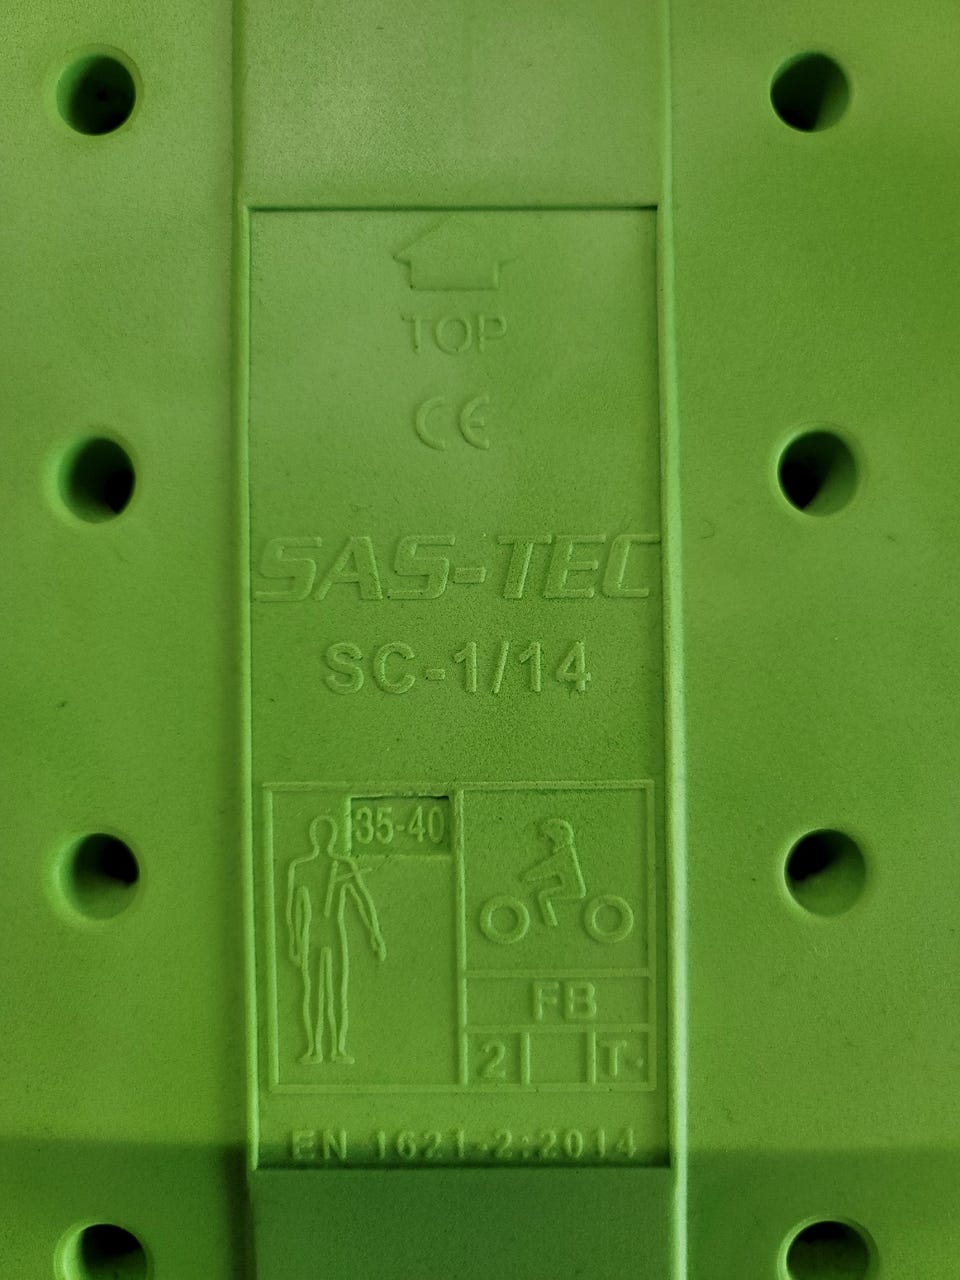 TOP
CE
SAS-TEC
SC-1/14
35-40
FB
2 T-
EN 1621-2:2014